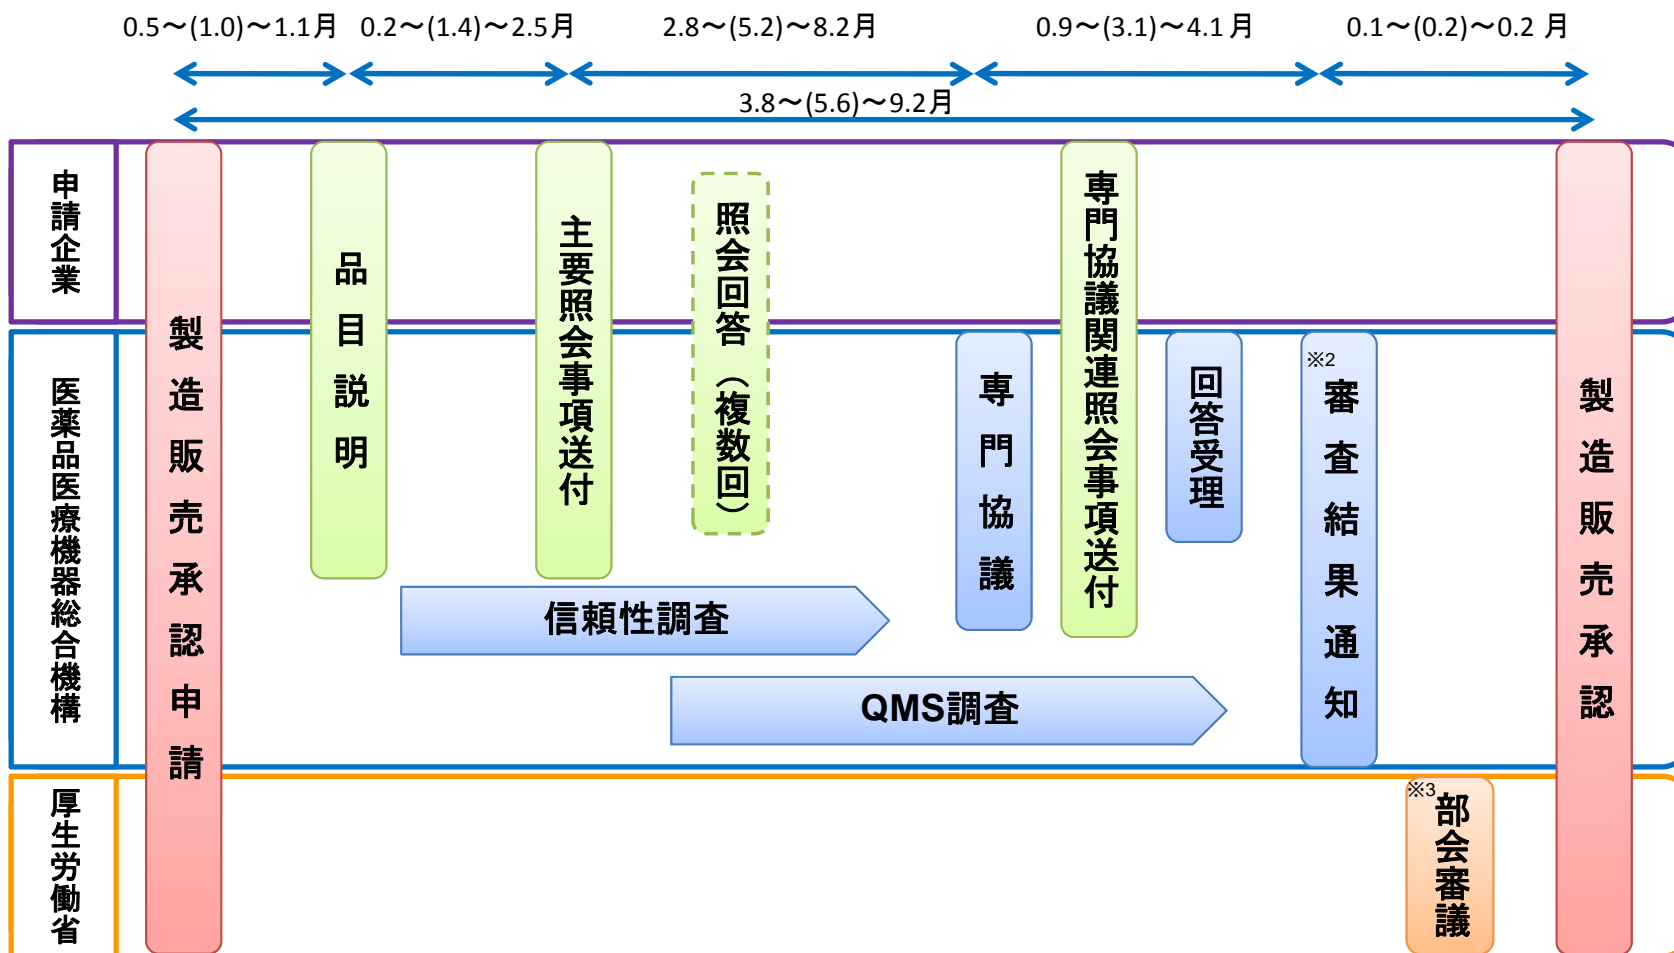 0.5～(1.0)～1.1月
0.2～(1.4)～2.5月
2.8～(5.2)～8.2月
0.9～(3.1)～4.1月
0.1～(0.2)～0.2 月
3.8～(5.6)～9.2月
申請企業
医薬品医療機器総合機構
厚生労働省
製造販売承認申請
品目説明
主要照会事項送付
照会回答（複数回）
専門協議
専門協議関連照会事項送付
回答受理
※2
審査結果通知
※3
部会審議
製造販売承認
信頼性調査
QMS調査